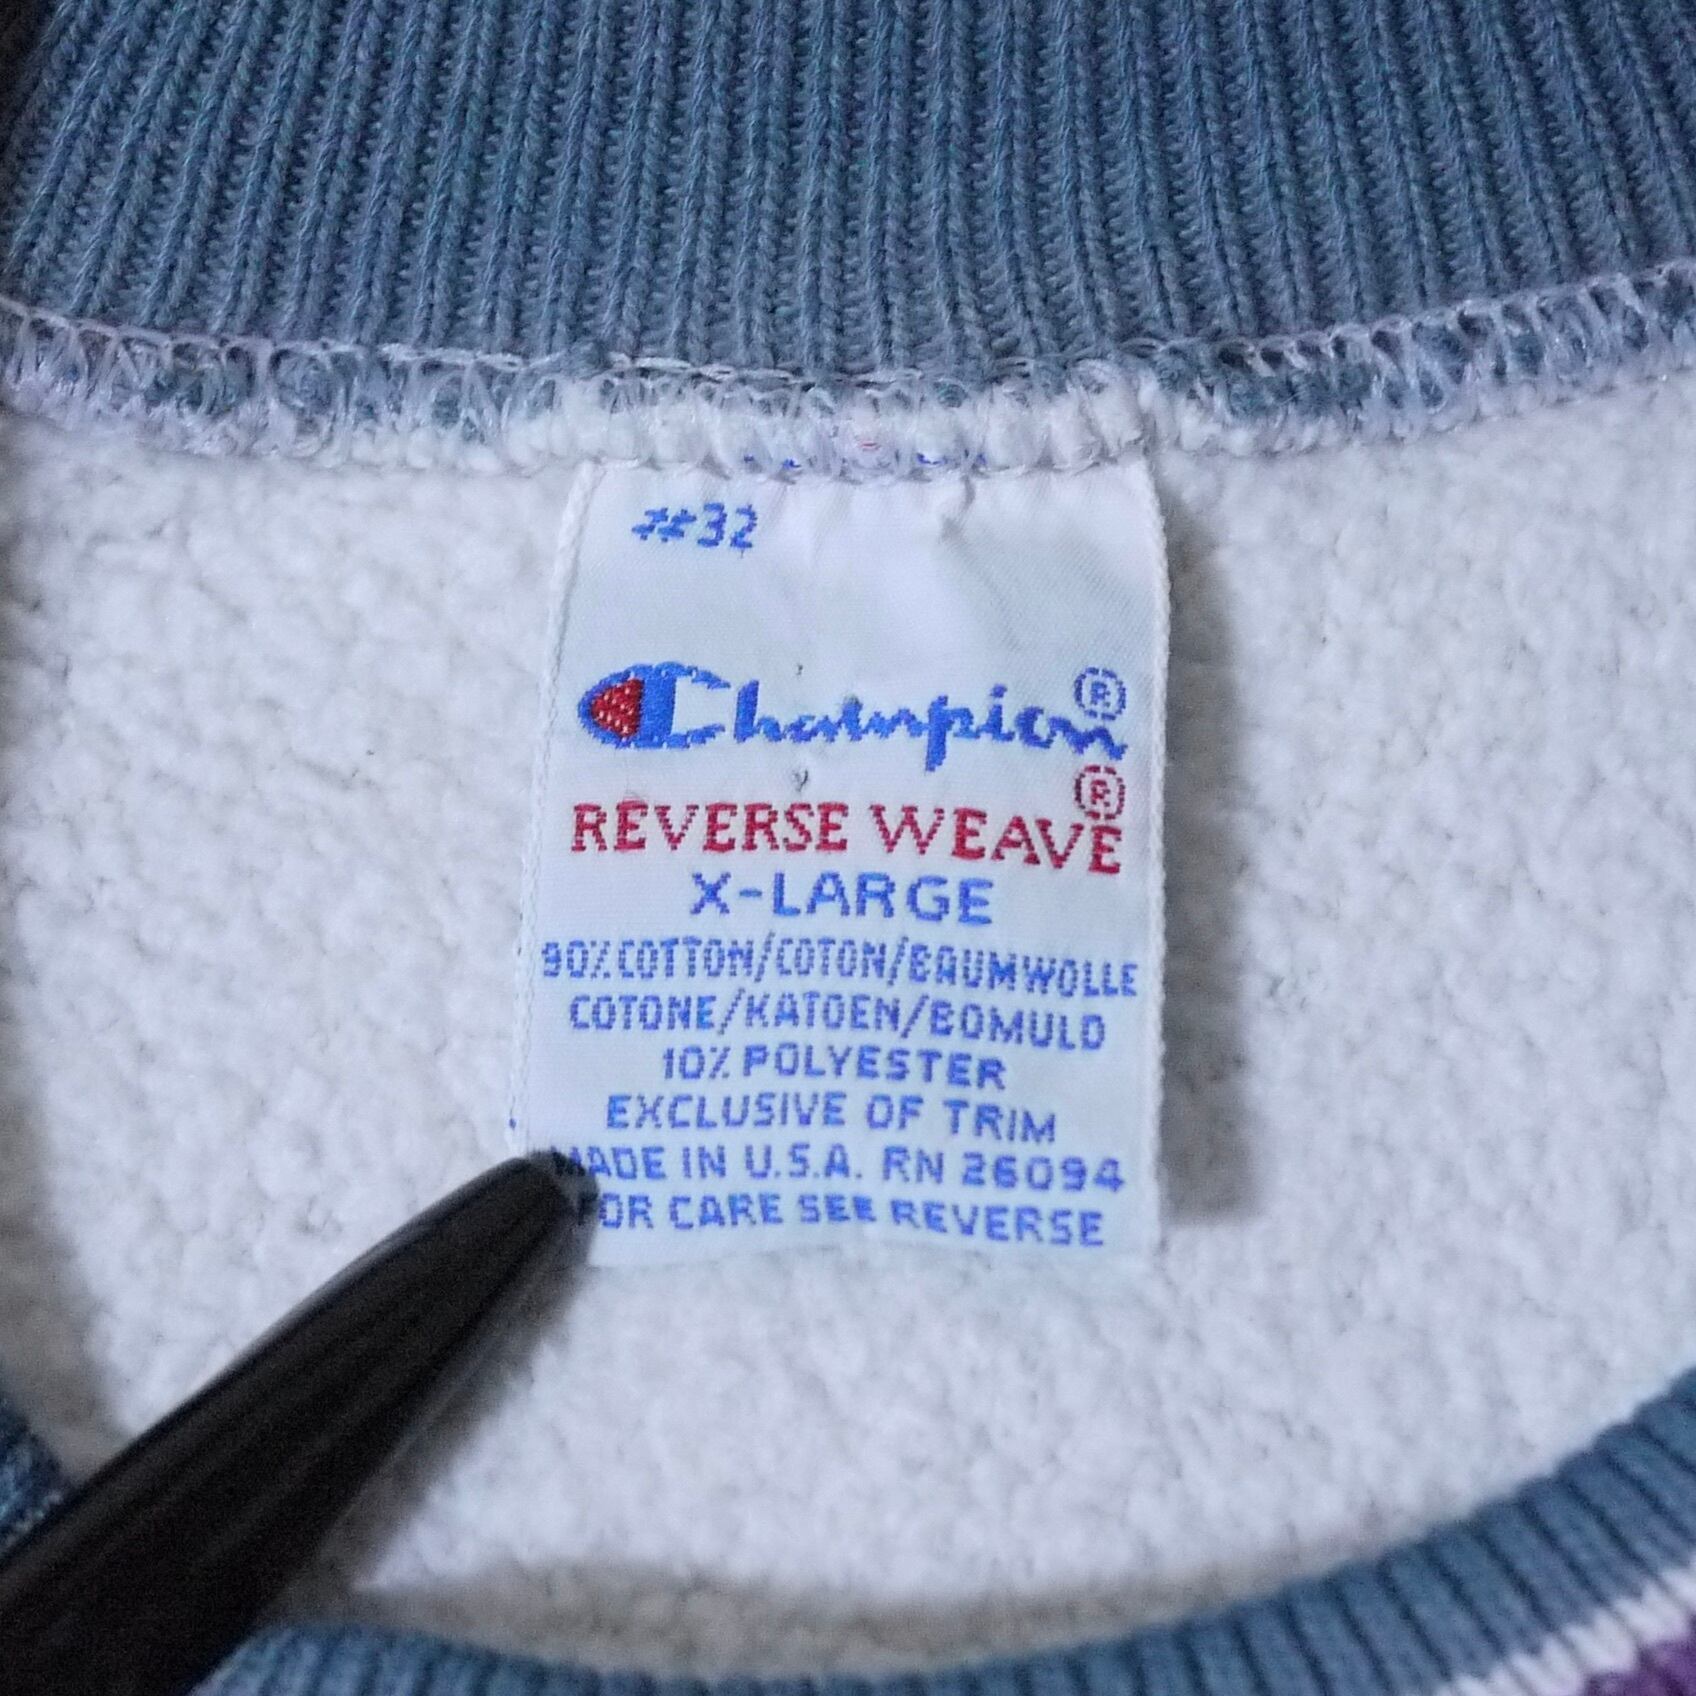 #32
Champion®
REVERSE WEAVE®
X-LARGE
90% COTTON/COTON/BAUMWOLLE
COTONE/KATOEN/BOMULD
10% POLYESTER
EXCLUSIVE OF TRIM
MADE IN U.S.A. RN 26094
FOR CARE SEE REVERSE